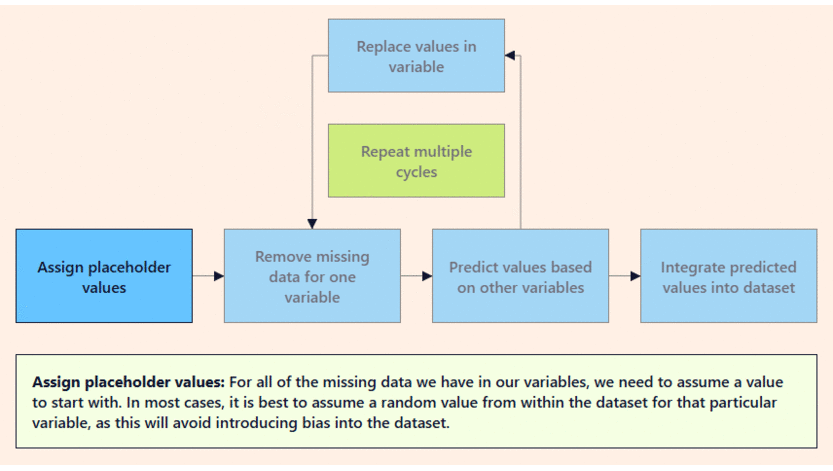 Replace values in
variable
Repeat multiple
cycles
Assign placeholder
values
Remove missing
data for one
variable
Predict values based
on other variables
Integrate predicted
values into dataset
Assign placeholder values: For all of the missing data we have in our variables, we need to assume a value
to start with. In most cases, it is best to assume a random value from within the dataset for that particular
variable, as this will avoid introducing bias into the dataset.